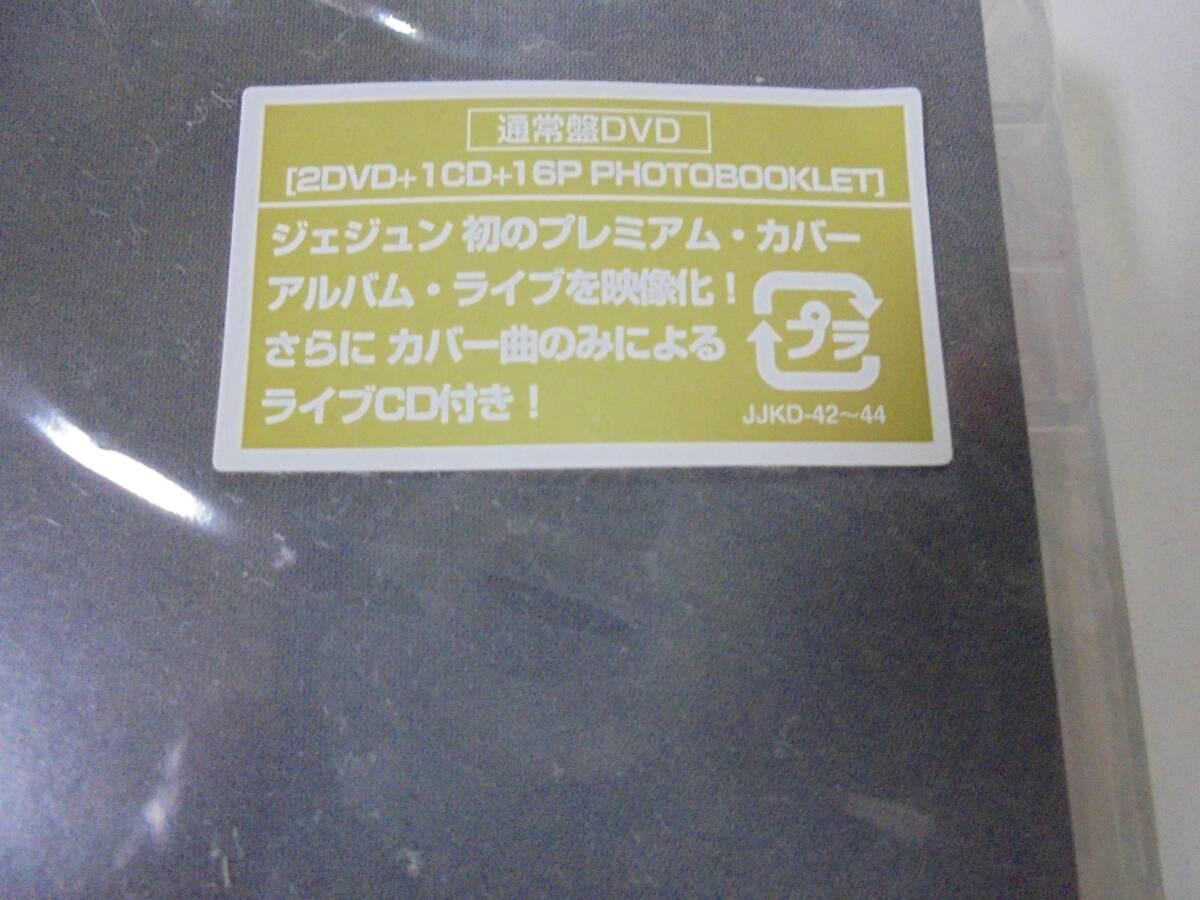 通常盤DVD
[2DVD+1CD+16P PHOTOBOOKLET]
ジェジュン 初のプレミアム・カバー
アルバム・ライブを映像化！
さらに カバー曲のみによる
ライブCD付き！
プラ
JJKD-42〜44